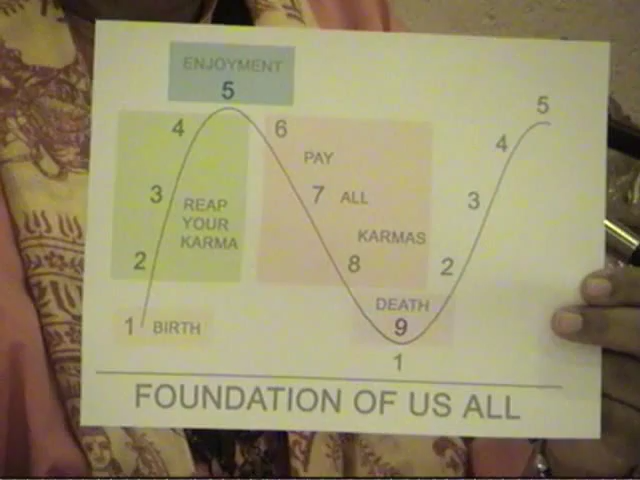 ENJOYMENT
5
5
4
6
4
PAY
3
7 ALL
3
REAP
YOUR
KARMA
KARMAS
2
8
2
DEATH
1 BIRTH
9
1
FOUNDATION OF US ALL